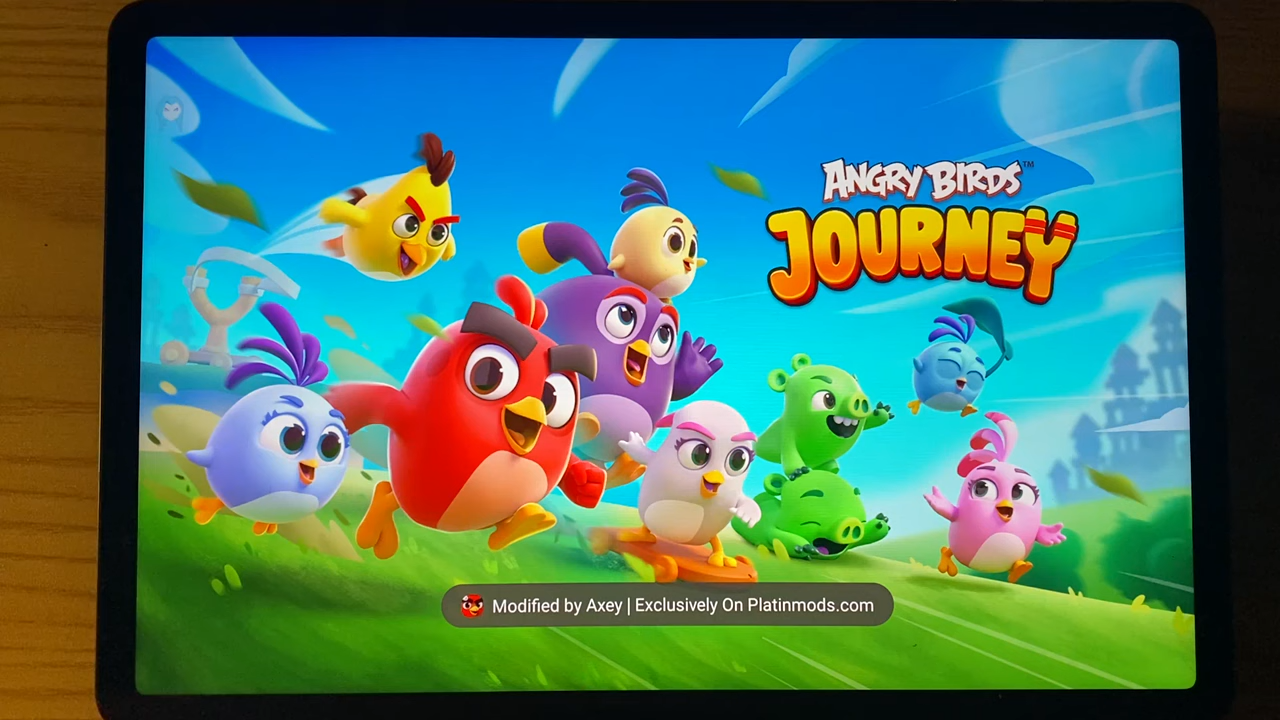 ANGRY BIRDS™
JOURNEY
Modified by Axey | Exclusively On Platinmods.com